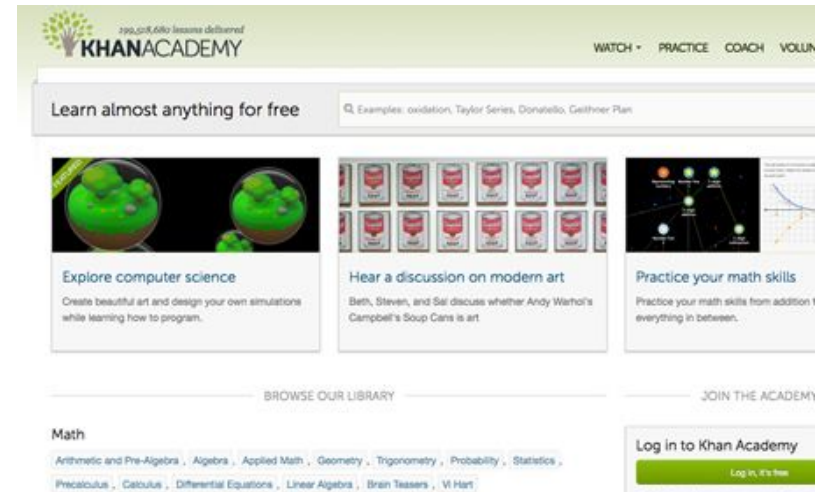 199,528,680 lessons delivered
KHANACADEMY
WATCH PRACTICE COACH VOLUN
Learn almost anything for free
Examples: oxidation, Taylor Series, Donatello, Geithner Plan
FEATURED
Explore computer science
Create beautiful art and design your own simulations
while learning how to program.
Hear a discussion on modern art
Beth, Steven, and Sal discuss whether Andy Warhol's
Campbell's Soup Cans is art
Practice your math skills
Practice your math skills from addition t
everything in between.
BROWSE OUR LIBRARY
JOIN THE ACADEMY
Math
Arithmetic and Pre-Algebra , Algebra , Applied Math , Geometry , Trigonometry , Probability , Statistics ,
Precalculus , Calculus , Differential Equations , Linear Algebra , Brain Teasers , Vi Hart
Log in to Khan Academy
Log in, it's free